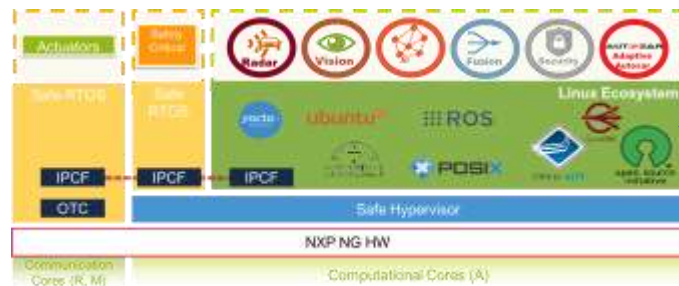 Actuators
Safety
Critical
Radar
Vision
Fusion
Security
AUTOSAR
Adaptive
Autosar
Safe RTOS
Safe
RTOS
Linux Ecosystem
yocto
ubuntu
ROS
POSIX
open source
initiative
IPCF
IPCF
IPCF
OTC
Safe Hypervisor
NXP NG HW
Communication
Cores (R, M)
Computational Cores (A)